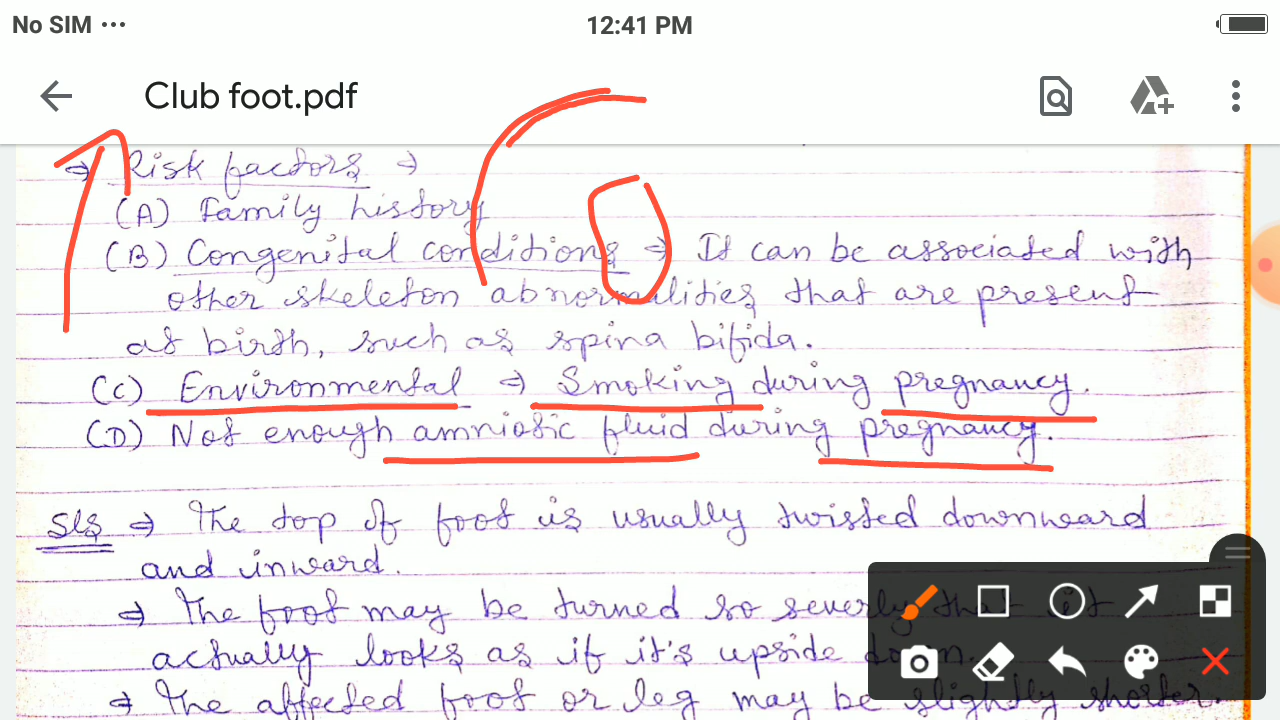 No SIM ••• 12:41 PM
Club foot.pdf
⇒ Risk factors →
(A) Family history
(B) Congenital conditions → It can be associated with
other skeleton abnormalities that are present
at birth, such as spina bifida.
(C) Environmental → Smoking during pregnancy.
(D) Not enough amniotic fluid during pregnancy.
S/S ⇒ The top of foot is usually twisted downward
and inward.
⇒ The foot may be turned so severly that it
actually looks as if it's upside down.
⇒ The affected foot or leg may be slightly shorter.